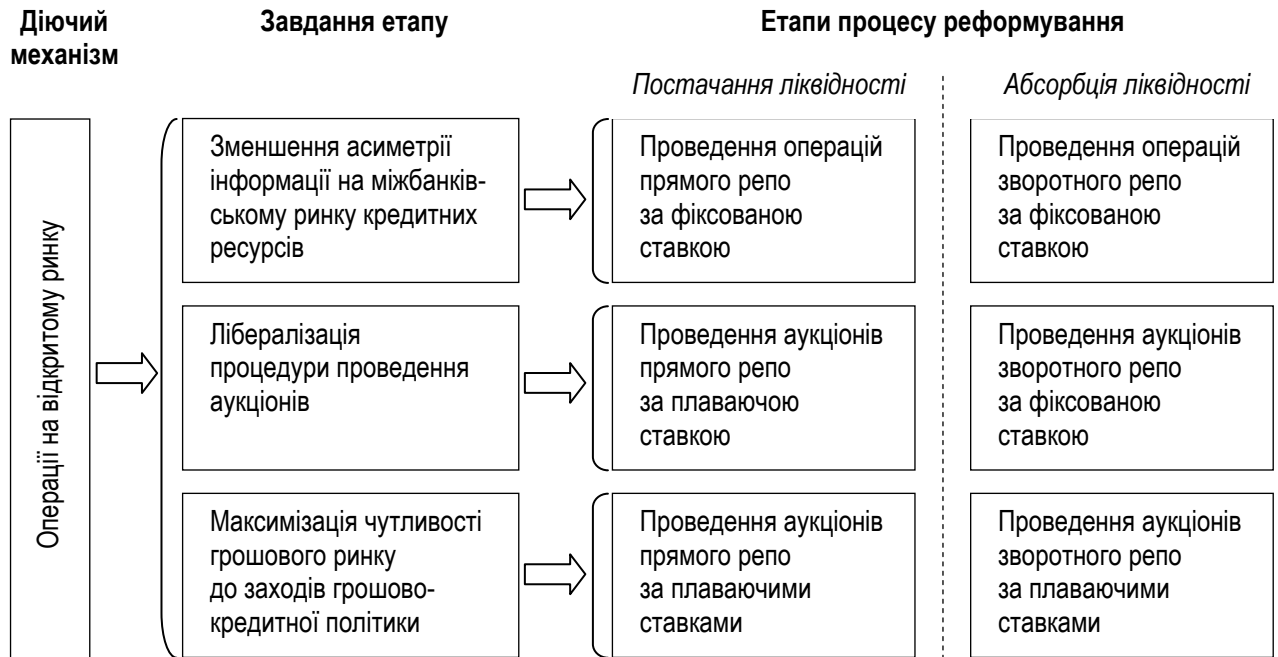 Діючий
механізм
Завдання етапу
Етапи процесу реформування
Постачання ліквідності
Абсорбція ліквідності
Операції на відкритому ринку
Зменшення асиметрії
інформації на міжбанків-
ському ринку кредитних
ресурсів
Проведення операцій
прямого репо
за фіксованою
ставкою
Проведення операцій
зворотного репо
за фіксованою
ставкою
Лібералізація
процедури проведення
аукціонів
Проведення аукціонів
прямого репо
за плаваючою
ставкою
Проведення аукціонів
зворотного репо
за фіксованою
ставкою
Максимізація чутливості
грошового ринку
до заходів грошово-
кредитної політики
Проведення аукціонів
прямого репо
за плаваючими
ставками
Проведення аукціонів
зворотного репо
за плаваючими
ставками